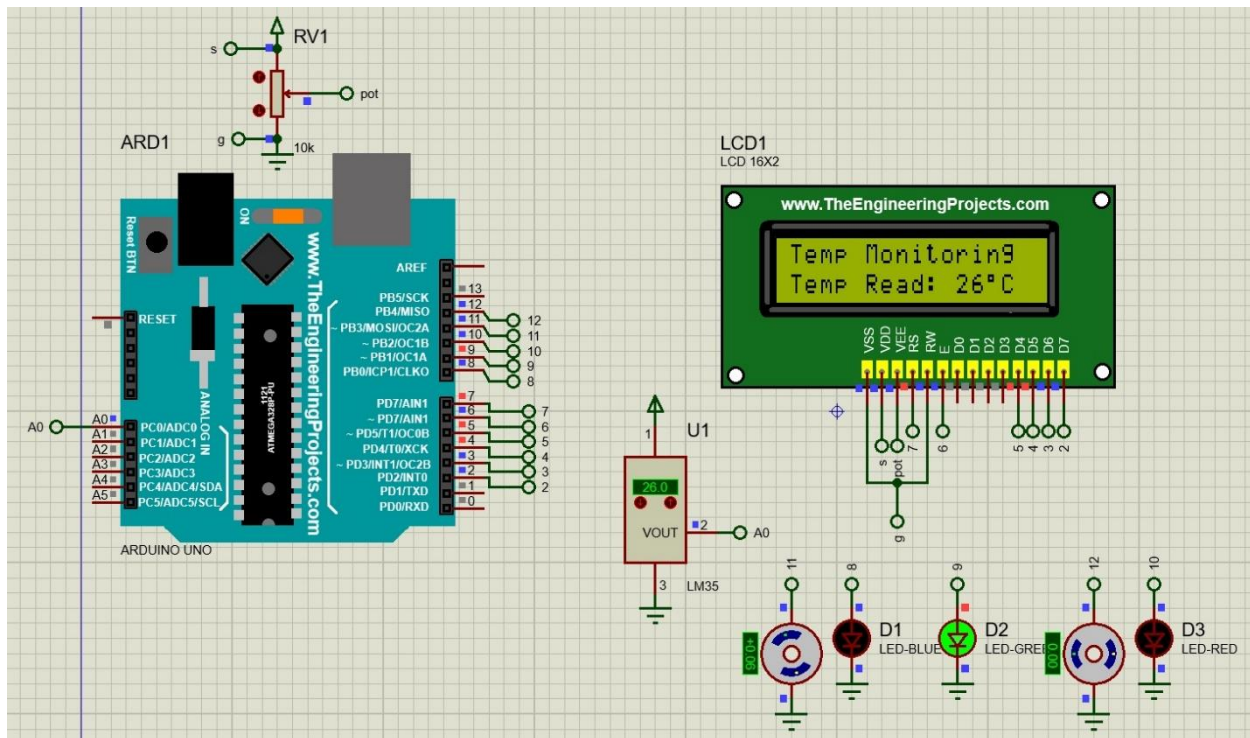 RV1
s
pot
g
10k
ARD1
Reset BTN
ON
www.TheEngineeringProjects.com
RESET
ANALOG IN
1121
ATMEGA328P-PU
AREF
PB5/SCK 13
PB4/MISO 12 12
~ PB3/MOSI/OC2A 11 11
~ PB2/OC1B 10 10
~ PB1/OC1A 9 9
PB0/ICP1/CLKO 8 8
PD7/AIN1 7 7
~ PD7/AIN1 6 6
~ PD5/T1/OC0B 5 5
PD4/T0/XCK 4 4
~ PD3/INT1/OC2B 3 3
PD2/INT0 2 2
PD1/TXD 1
PD0/RXD 0
A0 A0 PC0/ADC0
A1 PC1/ADC1
A2 PC2/ADC2
A3 PC3/ADC3
A4 PC4/ADC4/SDA
A5 PC5/ADC5/SCL
ARDUINO UNO
LCD1
LCD 16X2
www.TheEngineeringProjects.com
Temp Monitoring
Temp Read: 26°C
VSS VDD VEE RS RW E D0 D1 D2 D3 D4 D5 D6 D7
s pot 7 6 5 4 3 2
g
U1
1
26.0
VOUT
2 A0
3 LM35
11 8 9 12 10
+0.06
D1
LED-BLUE
D2
LED-GREE
0.00
D3
LED-RED